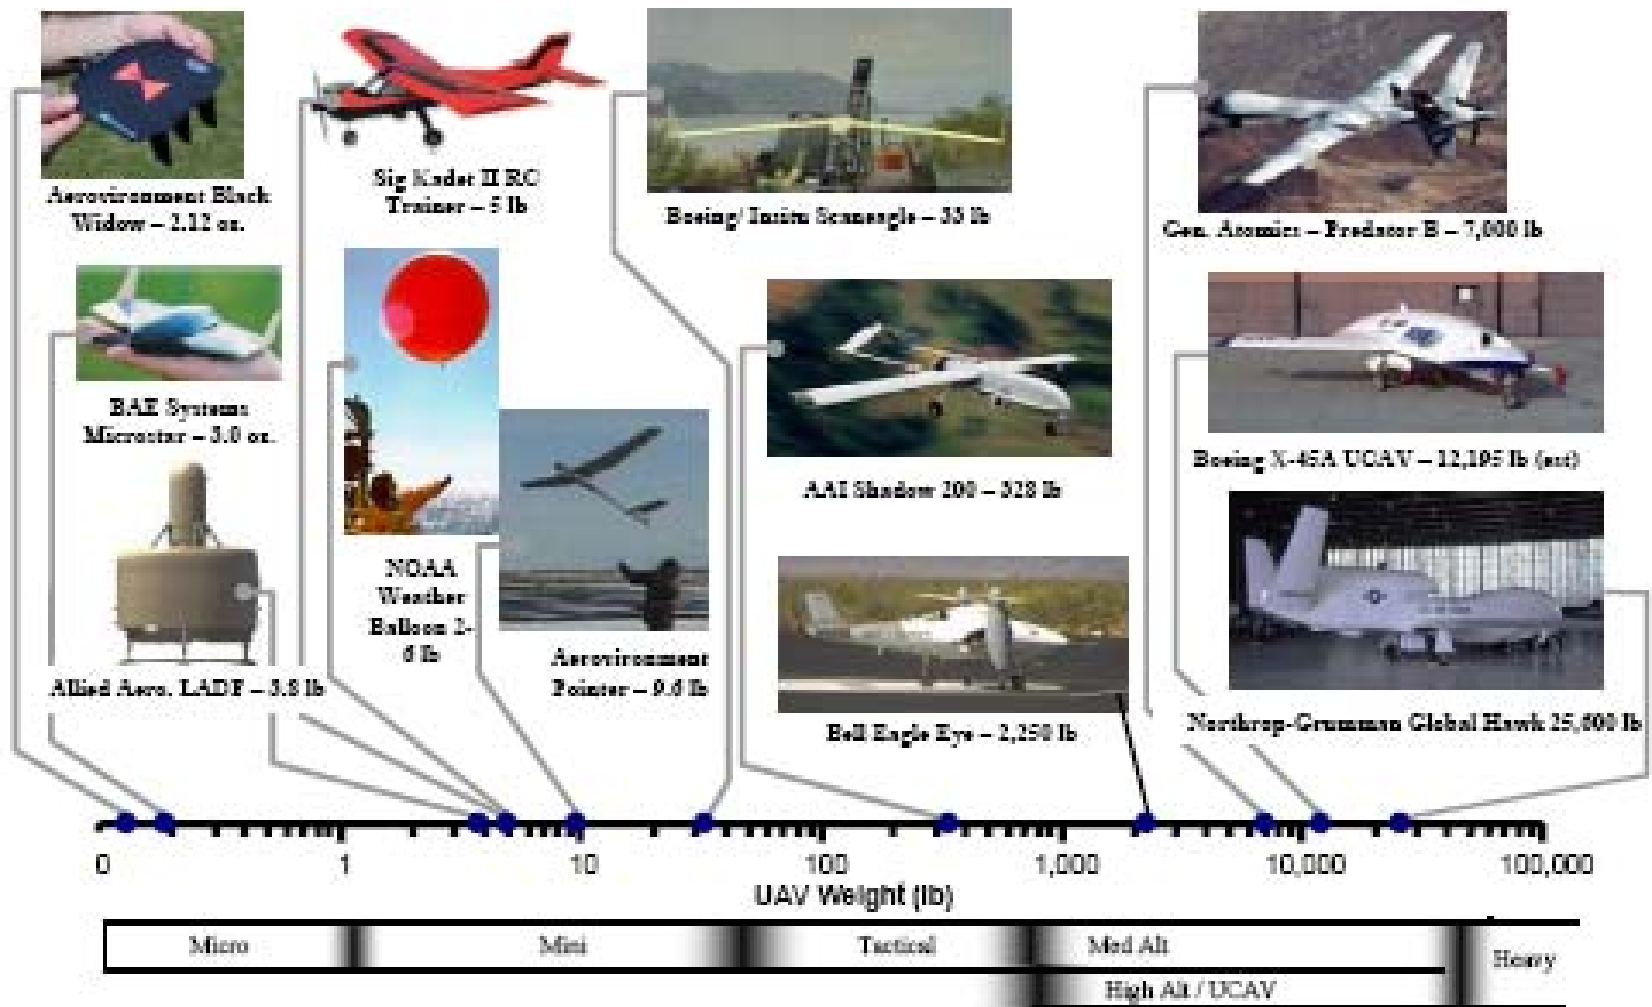 Aerovironment Black
Widow – 2.12 oz.
BAE Systems
Microstar – 3.0 oz.
Allied Aero. LADF – 3.8 lb
Sig Kadet II RC
Trainer – 5 lb
NOAA
Weather
Balloon 2-
6 lb
Aerovironment
Pointer – 9.6 lb
Boeing/ Insitu Scaneagle – 33 lb
AAI Shadow 200 – 328 lb
Bell Eagle Eye – 2,250 lb
Gen. Atomics – Predator B – 7,000 lb
Boeing X-45A UCAV – 12,195 lb (est)
Northrop-Grumman Global Hawk 25,600 lb
0 1 10 100 1,000 10,000 100,000
UAV Weight (lb)
Micro Mini Tactical Med Alt Heavy
High Alt / UCAV